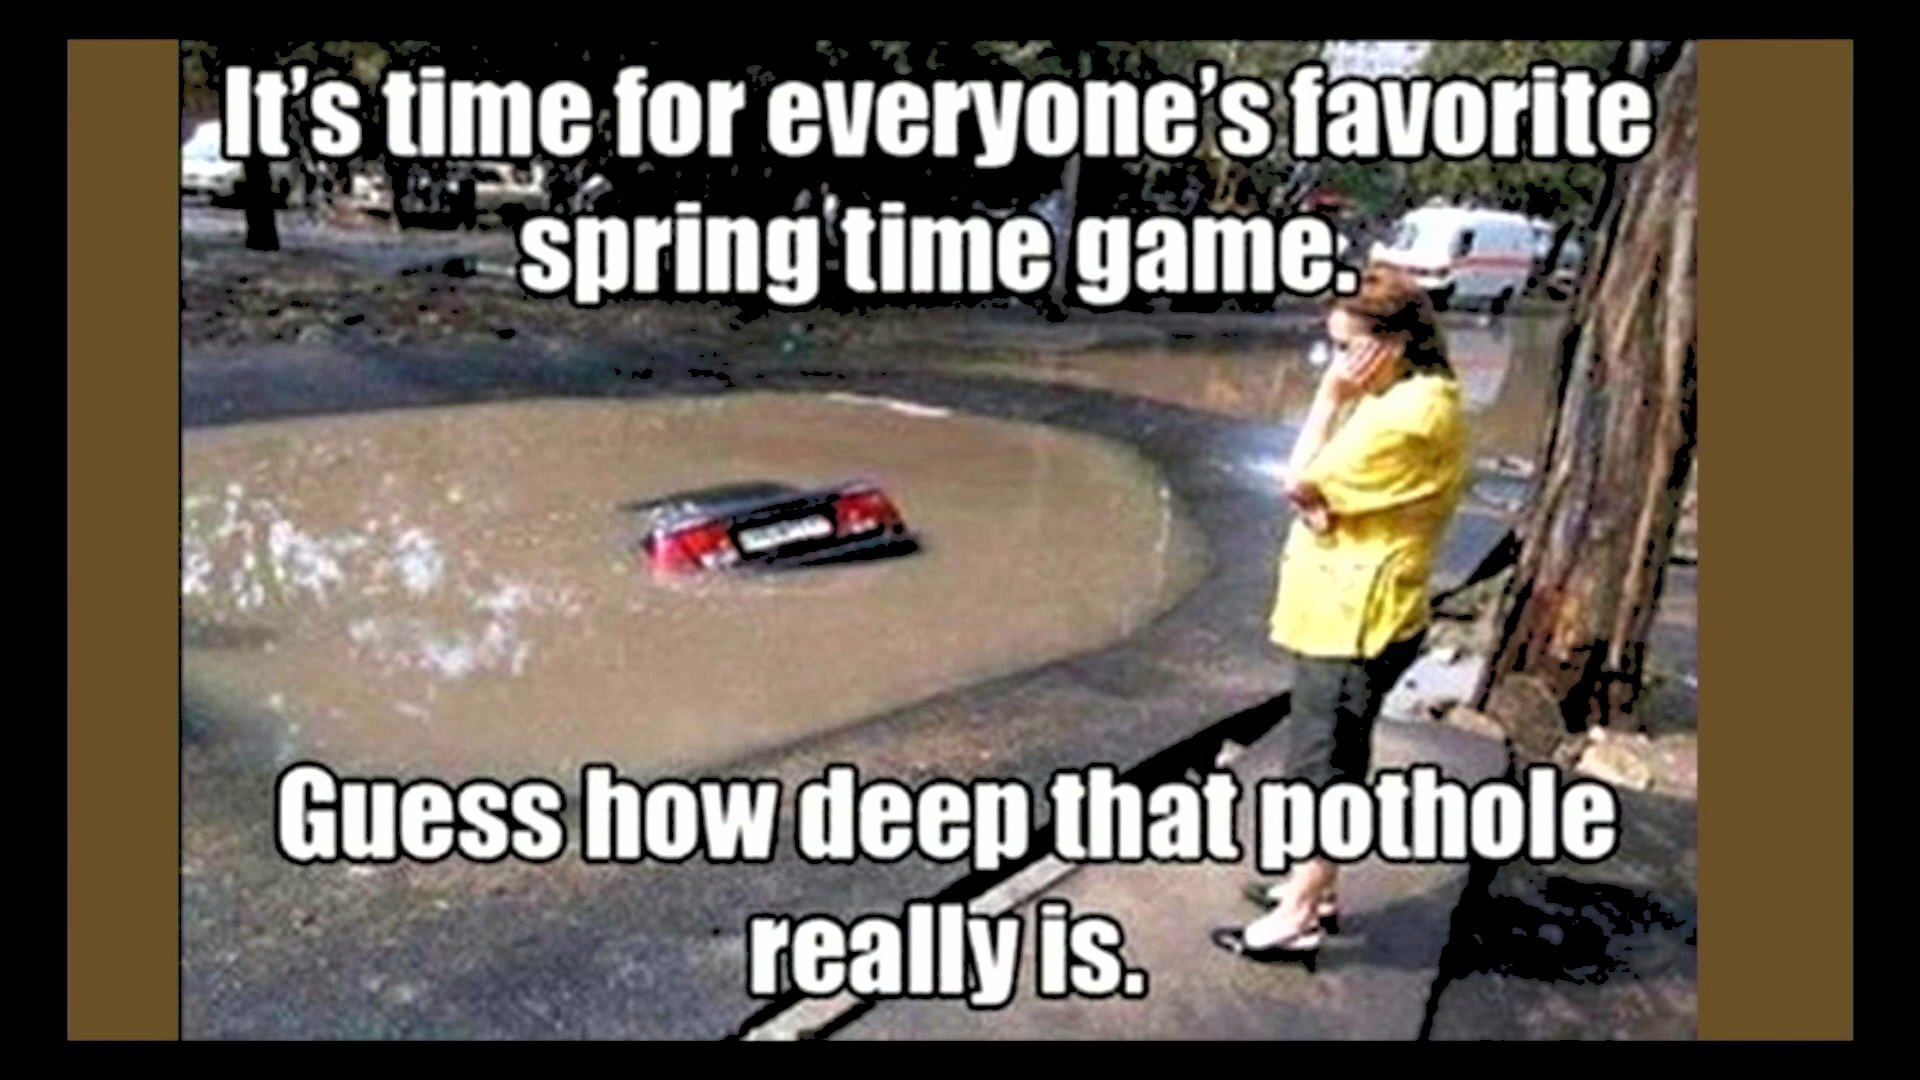 It's time for everyone's favorite
spring time game.
Guess how deep that pothole
really is.